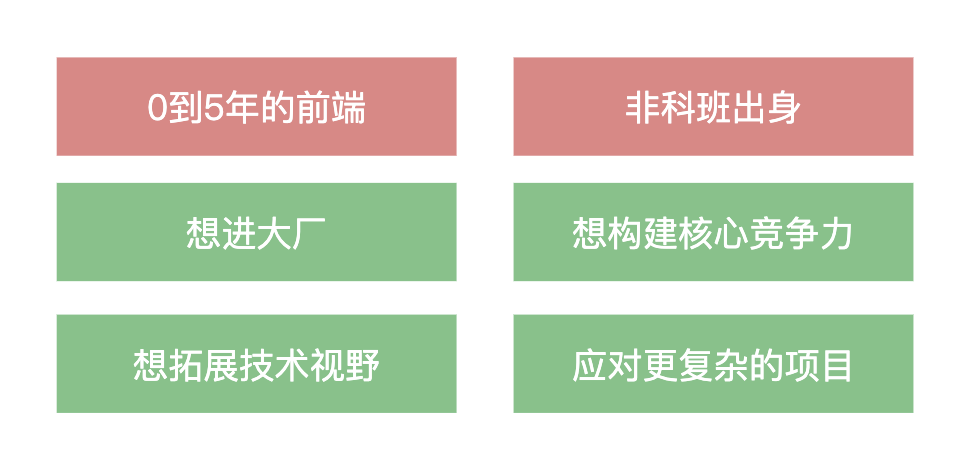 0到5年的前端
非科班出身
想进大厂
想构建核心竞争力
想拓展技术视野
应对更复杂的项目